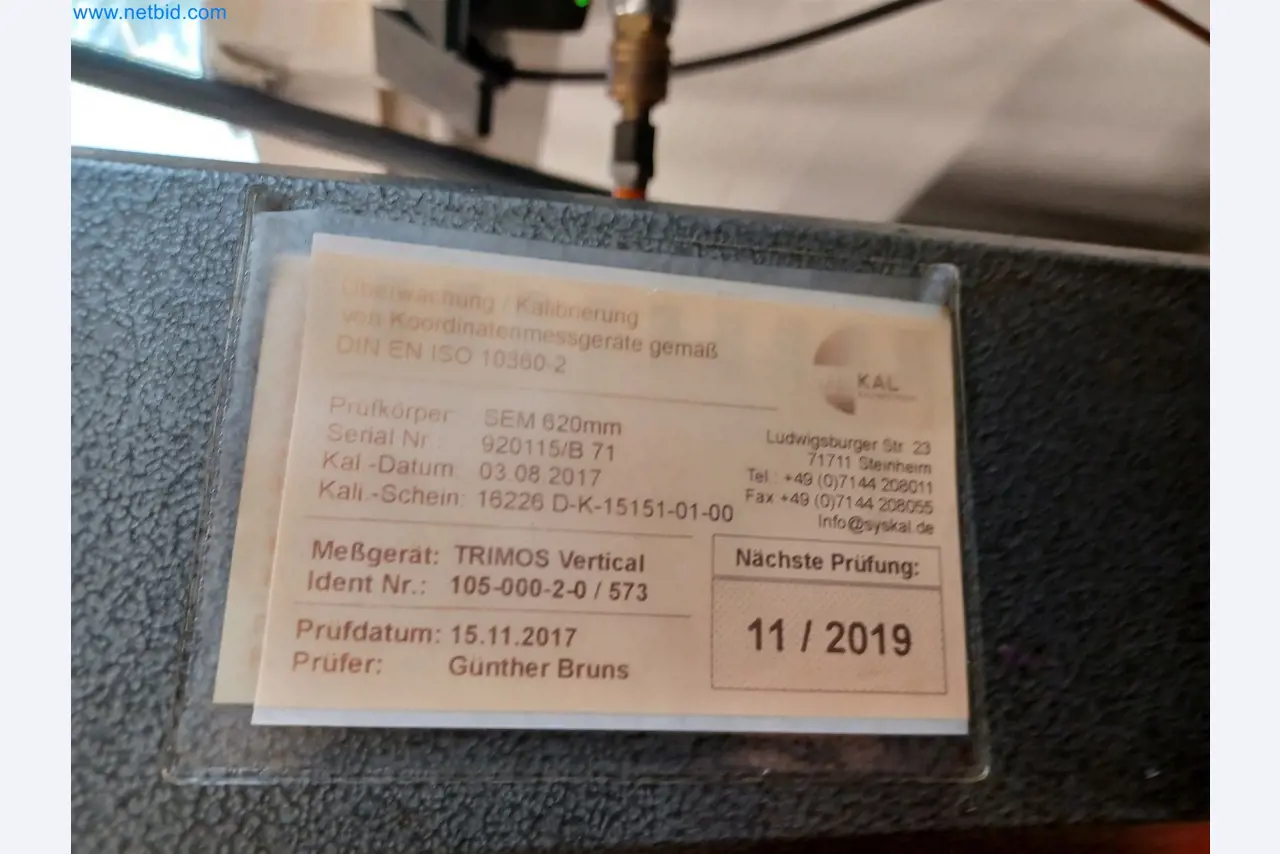 www.netbid.com
Überwachung / Kalibrierung
von Koordinatenmessgeräte gemäß
DIN EN ISO 10360-2
KAL
Prüfkörper: SEM 620mm
Serial Nr.: 920115/B 71
Kal.-Datum: 03.08.2017
Kali.-Schein: 16226 D-K-15151-01-00
Ludwigsburger Str. 23
71711 Steinheim
Tel.: +49 (0)7144 208011
Fax +49 (0)7144 208055
Info@syskal.de
Meßgerät: TRIMOS Vertical
Ident Nr.: 105-000-2-0 / 573
Prüfdatum: 15.11.2017
Prüfer: Günther Bruns
Nächste Prüfung:
11 / 2019